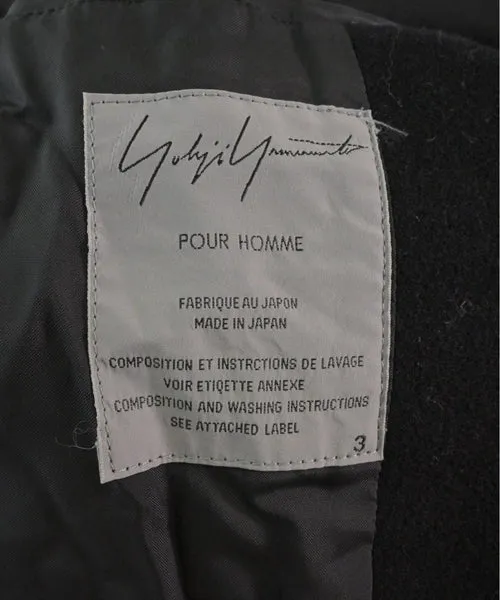 Yohji Yamamoto
POUR HOMME
FABRIQUE AU JAPON
MADE IN JAPAN
COMPOSITION ET INSTRCTIONS DE LAVAGE
VOIR ETIQETTE ANNEXE
COMPOSITION AND WASHING INSTRUCTIONS
SEE ATTACHED LABEL
3